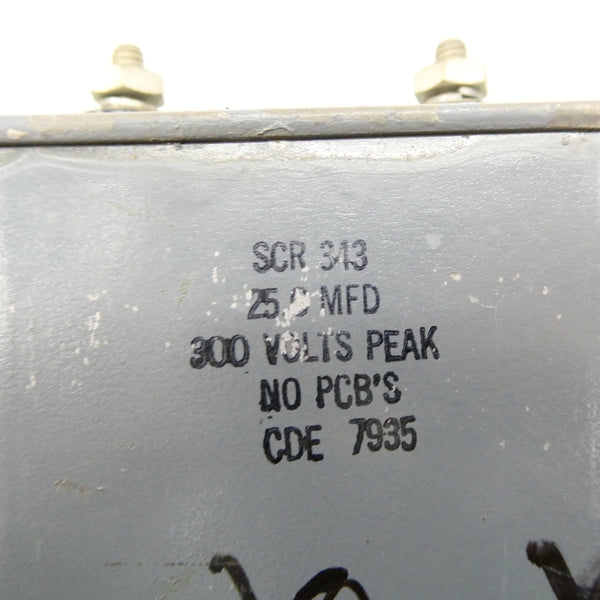 SCR 343
25.0 MFD
300 VOLTS PEAK
NO PCB'S
CDE 7935